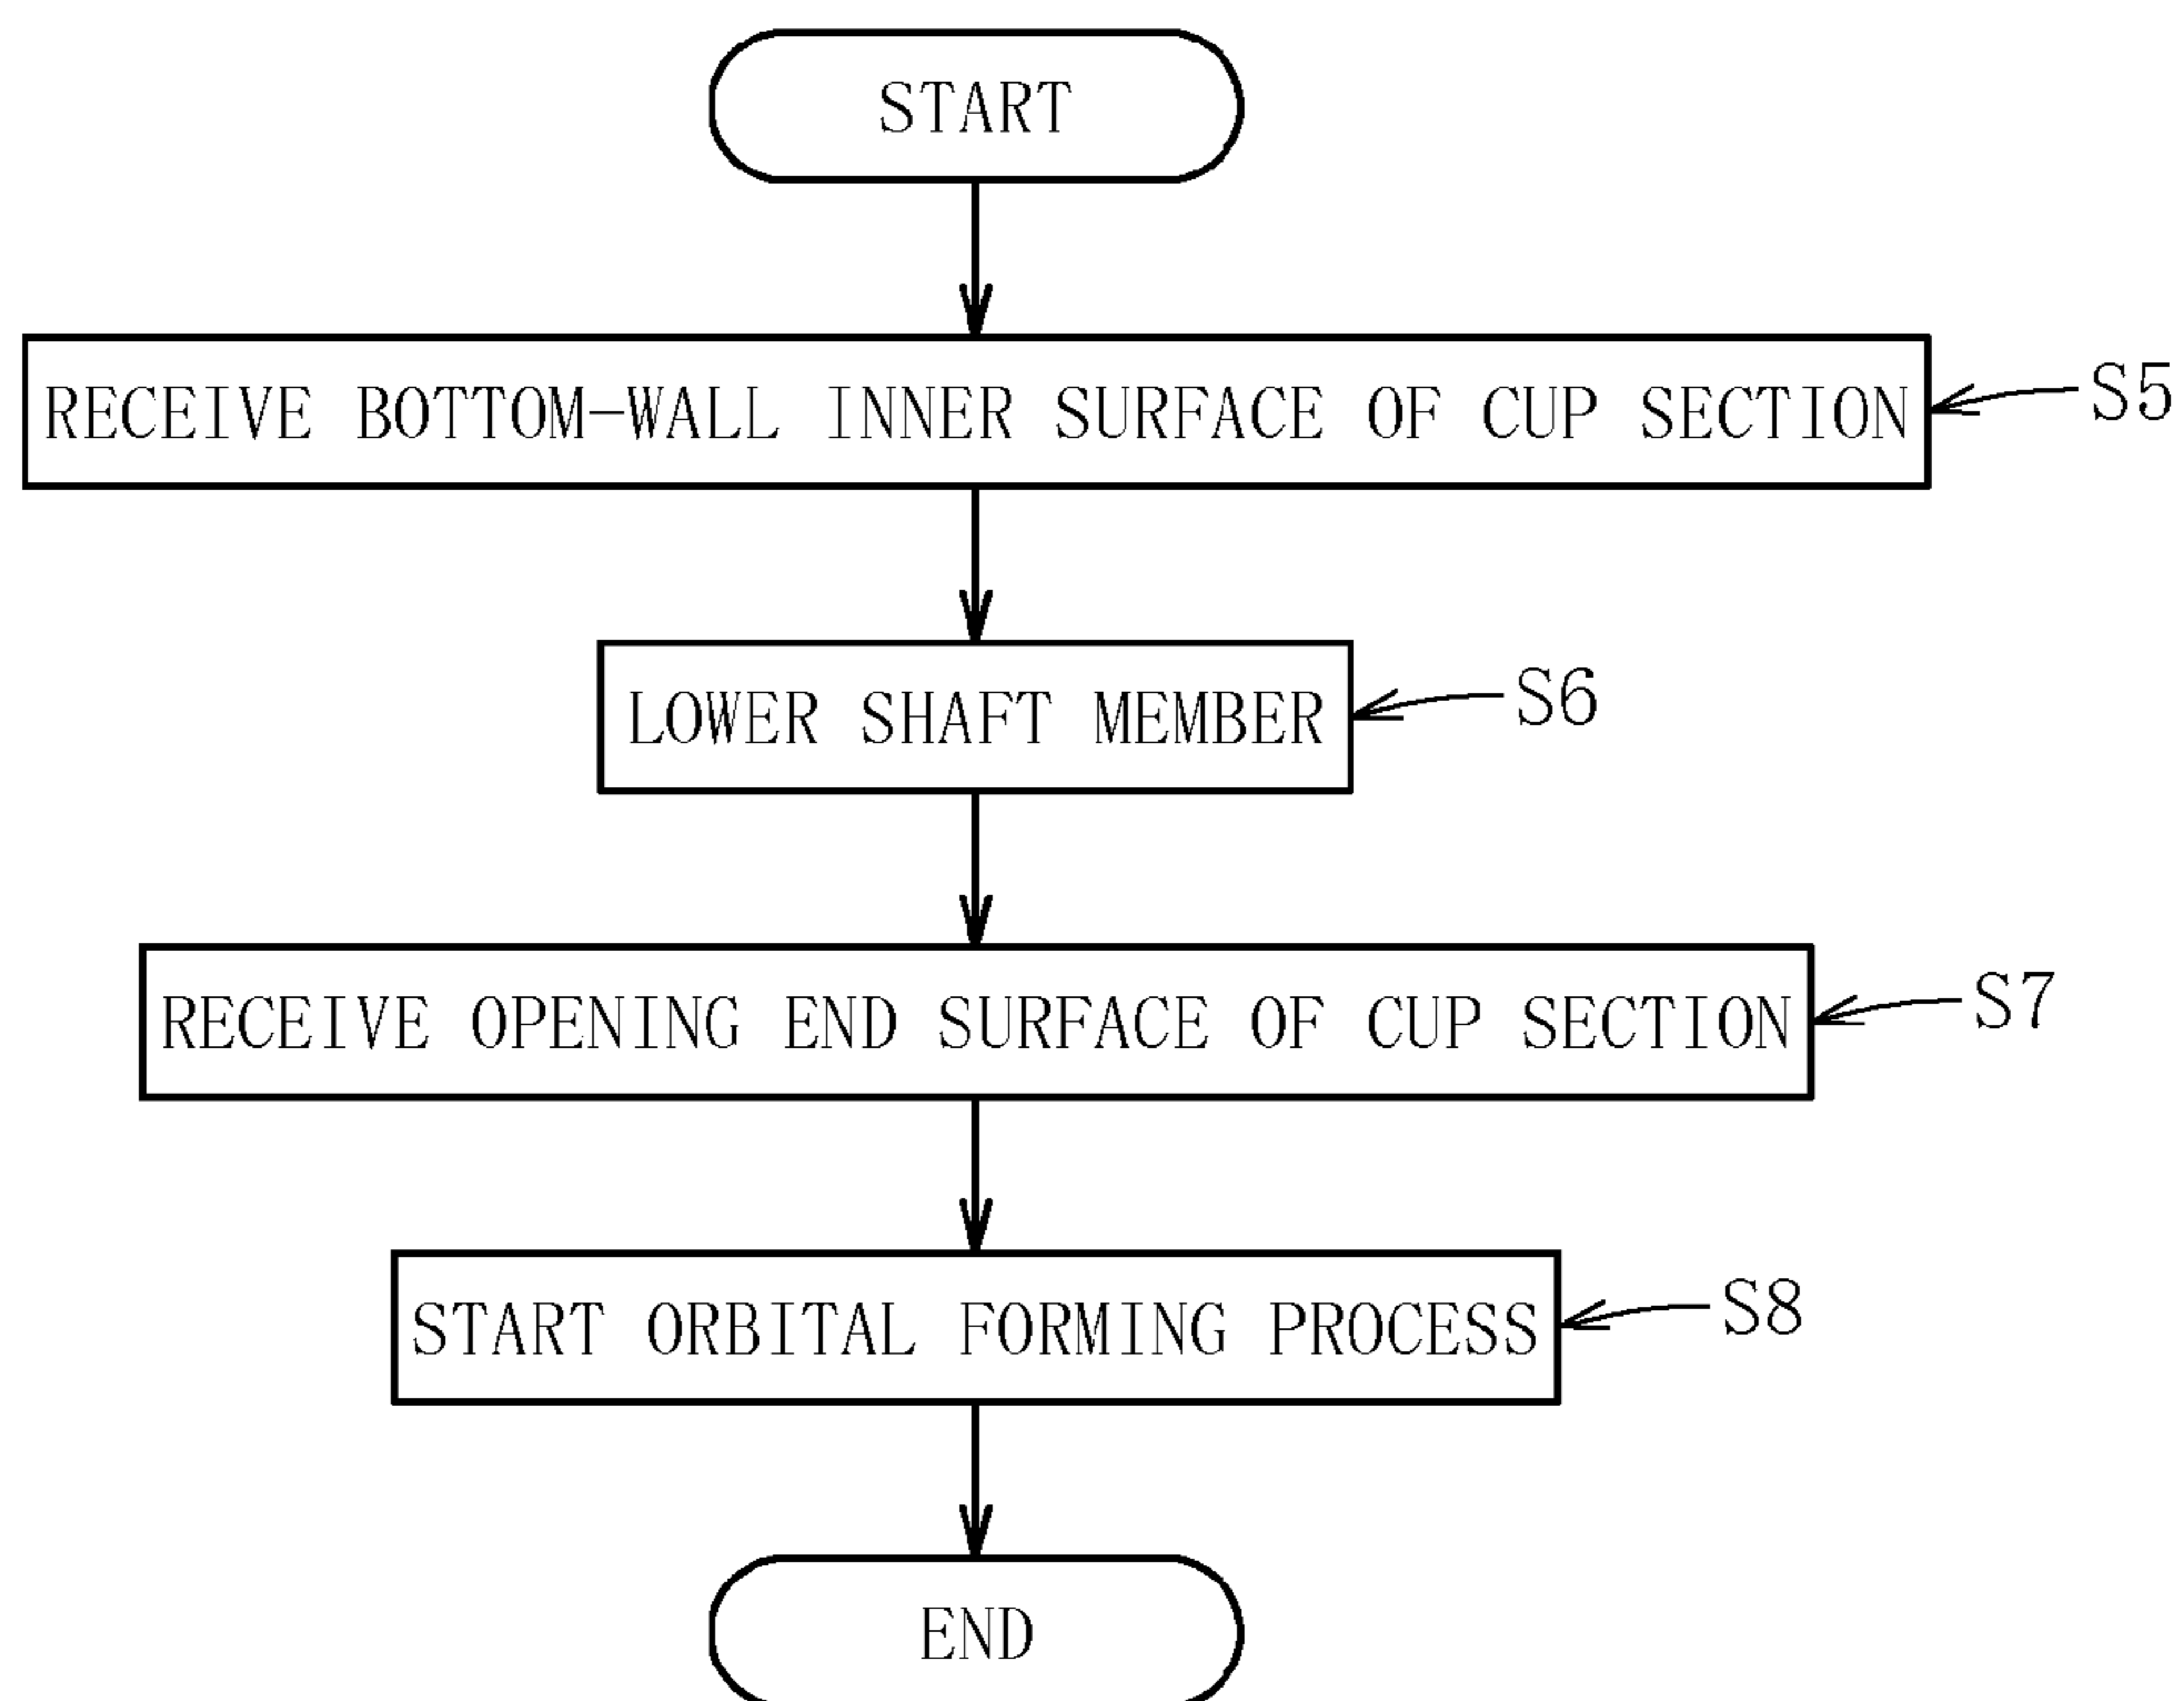 START
RECEIVE BOTTOM-WALL INNER SURFACE OF CUP SECTION
S5
LOWER SHAFT MEMBER
S6
RECEIVE OPENING END SURFACE OF CUP SECTION
S7
START ORBITAL FORMING PROCESS
S8
END